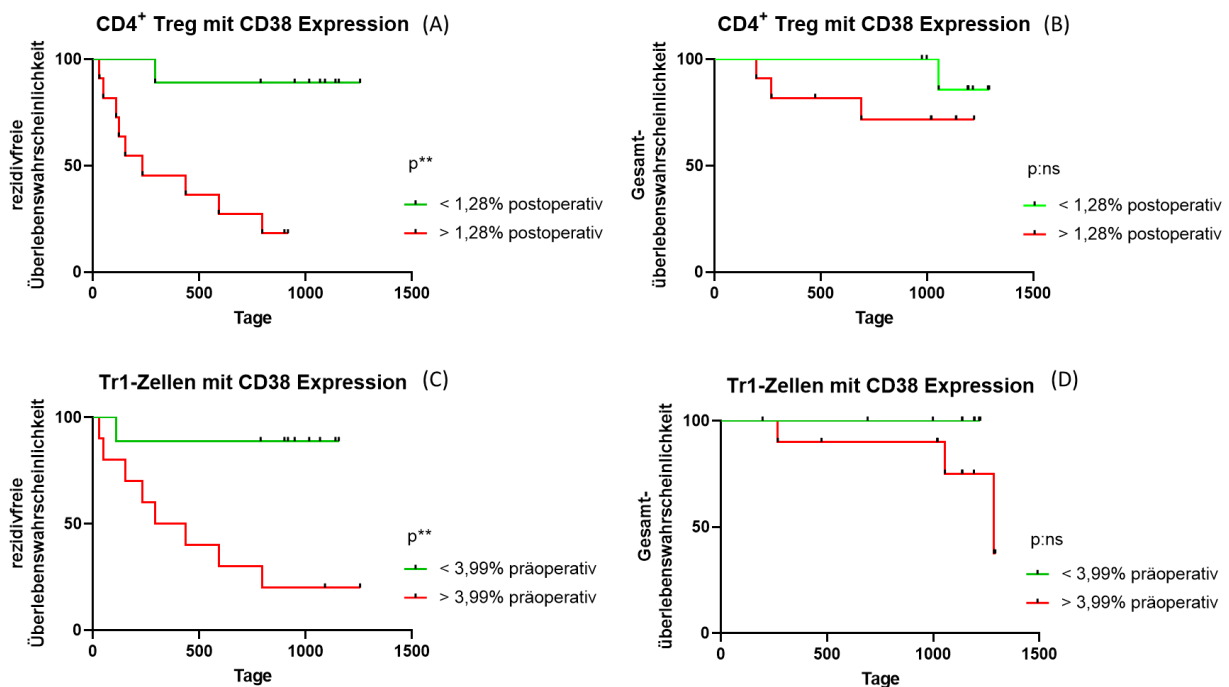 CD4⁺ Treg mit CD38 Expression (A)
rezidivfreie
Überlebenswahrscheinlichkeit
100
50
0
0 500 1000 1500
Tage
p**
< 1,28% postoperativ
> 1,28% postoperativ
CD4⁺ Treg mit CD38 Expression (B)
Gesamt-
überlebenswahrscheinlichkeit
100
50
0
0 500 1000 1500
Tage
p:ns
< 1,28% postoperativ
> 1,28% postoperativ
Tr1-Zellen mit CD38 Expression (C)
rezidivfreie
Überlebenswahrscheinlichkeit
100
50
0
0 500 1000 1500
Tage
p**
< 3,99% präoperativ
> 3,99% präoperativ
Tr1-Zellen mit CD38 Expression (D)
Gesamt-
überlebenswahrscheinlichkeit
100
50
0
0 500 1000 1500
Tage
p:ns
< 3,99% präoperativ
> 3,99% präoperativ